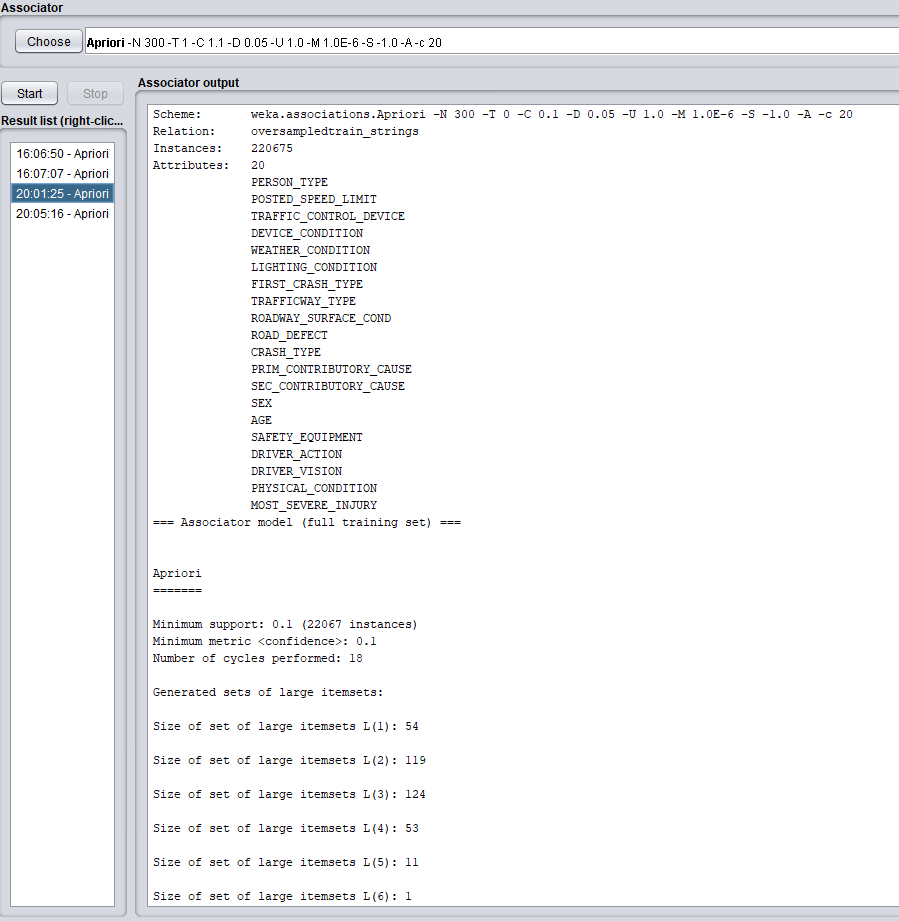 Associator
Choose
Apriori -N 300 -T 1 -C 1.1 -D 0.05 -U 1.0 -M 1.0E-6 -S -1.0 -A -c 20
Start
Stop
Result list (right-clic...
16:06:50 - Apriori
16:07:07 - Apriori
20:01:25 - Apriori
20:05:16 - Apriori
Associator output
Scheme: weka.associations.Apriori -N 300 -T 0 -C 0.1 -D 0.05 -U 1.0 -M 1.0E-6 -S -1.0 -A -c 20
Relation: oversampledtrain_strings
Instances: 220675
Attributes: 20
PERSON_TYPE
POSTED_SPEED_LIMIT
TRAFFIC_CONTROL_DEVICE
DEVICE_CONDITION
WEATHER_CONDITION
LIGHTING_CONDITION
FIRST_CRASH_TYPE
TRAFFICWAY_TYPE
ROADWAY_SURFACE_COND
ROAD_DEFECT
CRASH_TYPE
PRIM_CONTRIBUTORY_CAUSE
SEC_CONTRIBUTORY_CAUSE
SEX
AGE
SAFETY_EQUIPMENT
DRIVER_ACTION
DRIVER_VISION
PHYSICAL_CONDITION
MOST_SEVERE_INJURY
=== Associator model (full training set) ===
Apriori
=======
Minimum support: 0.1 (22067 instances)
Minimum metric <confidence>: 0.1
Number of cycles performed: 18
Generated sets of large itemsets:
Size of set of large itemsets L(1): 54
Size of set of large itemsets L(2): 119
Size of set of large itemsets L(3): 124
Size of set of large itemsets L(4): 53
Size of set of large itemsets L(5): 11
Size of set of large itemsets L(6): 1